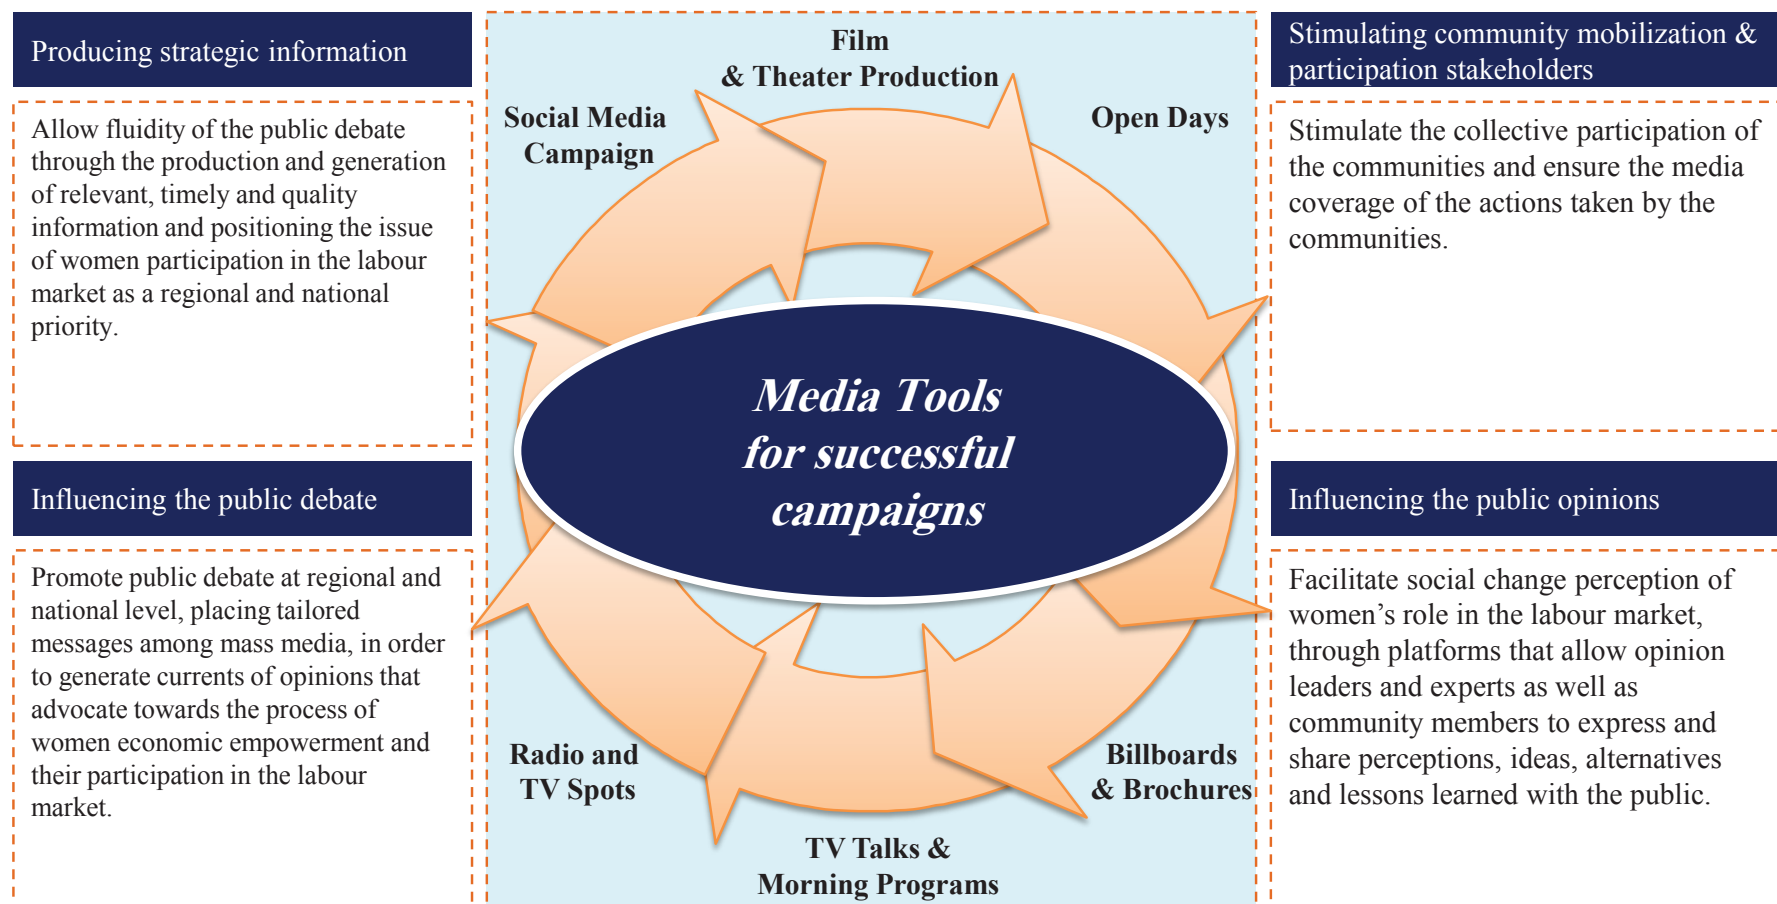 Producing strategic information
Allow fluidity of the public debate
through the production and generation
of relevant, timely and quality
information and positioning the issue
of women participation in the labour
market as a regional and national
priority.
Influencing the public debate
Promote public debate at regional and
national level, placing tailored
messages among mass media, in order
to generate currents of opinions that
advocate towards the process of
women economic empowerment and
their participation in the labour
market.
Film
& Theater Production
Social Media
Campaign
Open Days
Media Tools
for successful
campaigns
Radio and
TV Spots
Billboards
& Brochures
TV Talks &
Morning Programs
Stimulating community mobilization &
participation stakeholders
Stimulate the collective participation of
the communities and ensure the media
coverage of the actions taken by the
communities.
Influencing the public opinions
Facilitate social change perception of
women’s role in the labour market,
through platforms that allow opinion
leaders and experts as well as
community members to express and
share perceptions, ideas, alternatives
and lessons learned with the public.